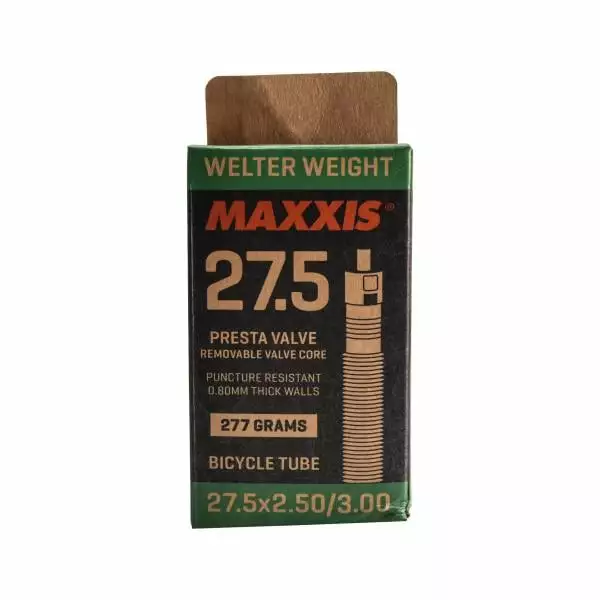 WELTER WEIGHT
MAXXIS®
27.5
PRESTA VALVE
REMOVABLE VALVE CORE
PUNCTURE RESISTANT
0.80MM THICK WALLS
277 GRAMS
BICYCLE TUBE
27.5x2.50/3.00